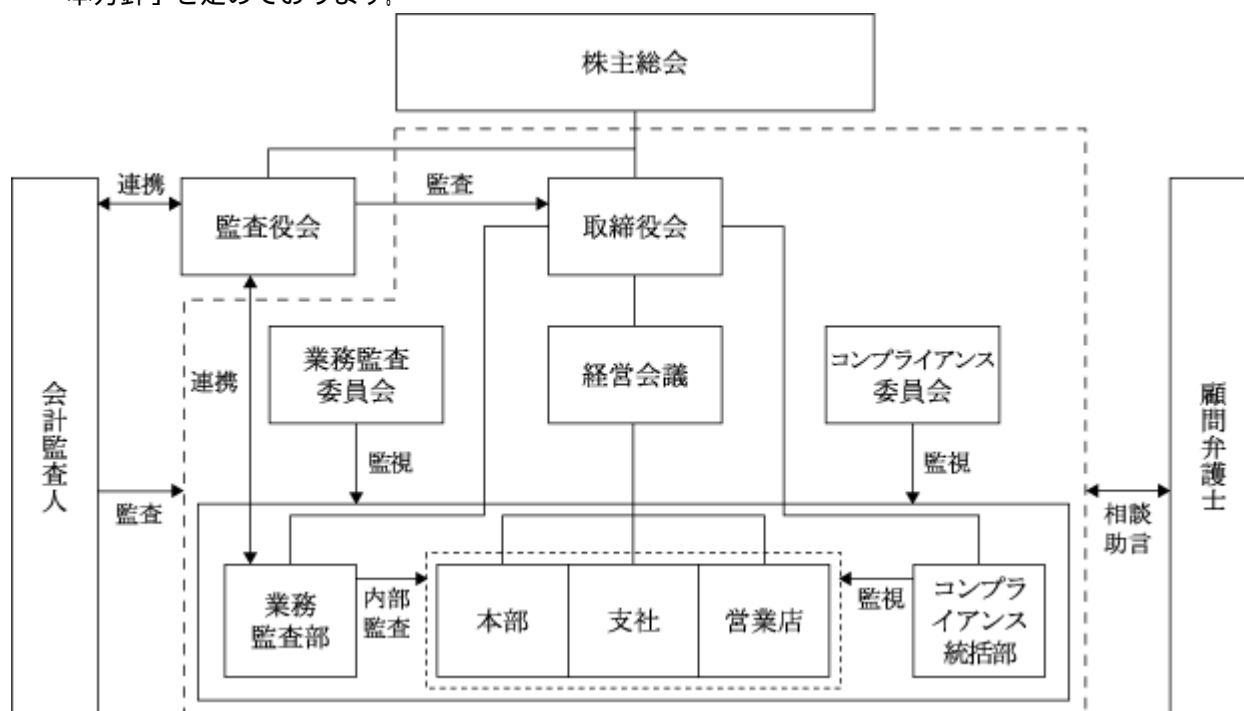 本方針」を定めております。
株主総会
連携
監査
監査役会
取締役会
業務監査
委員会
経営会議
コンプライアンス
委員会
連携
監視
監視
会計監査人
顧問弁護士
監査
相談
助言
業務
監査部
内部
監査
本部
支社
営業店
監視
コンプラ
イアンス
統括部